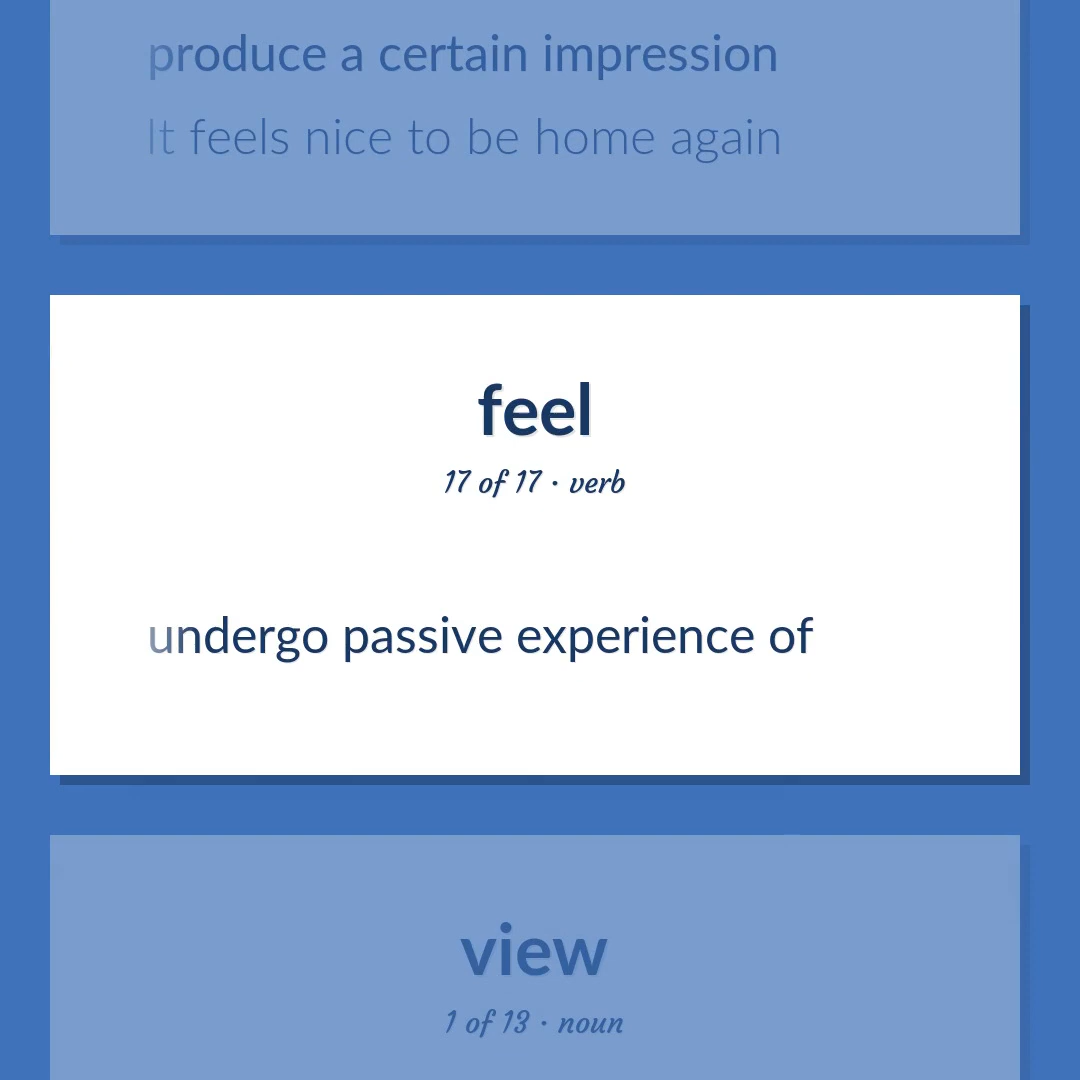 produce a certain impression
It feels nice to be home again
feel
17 of 17 · verb
undergo passive experience of
view
1 of 13 · noun